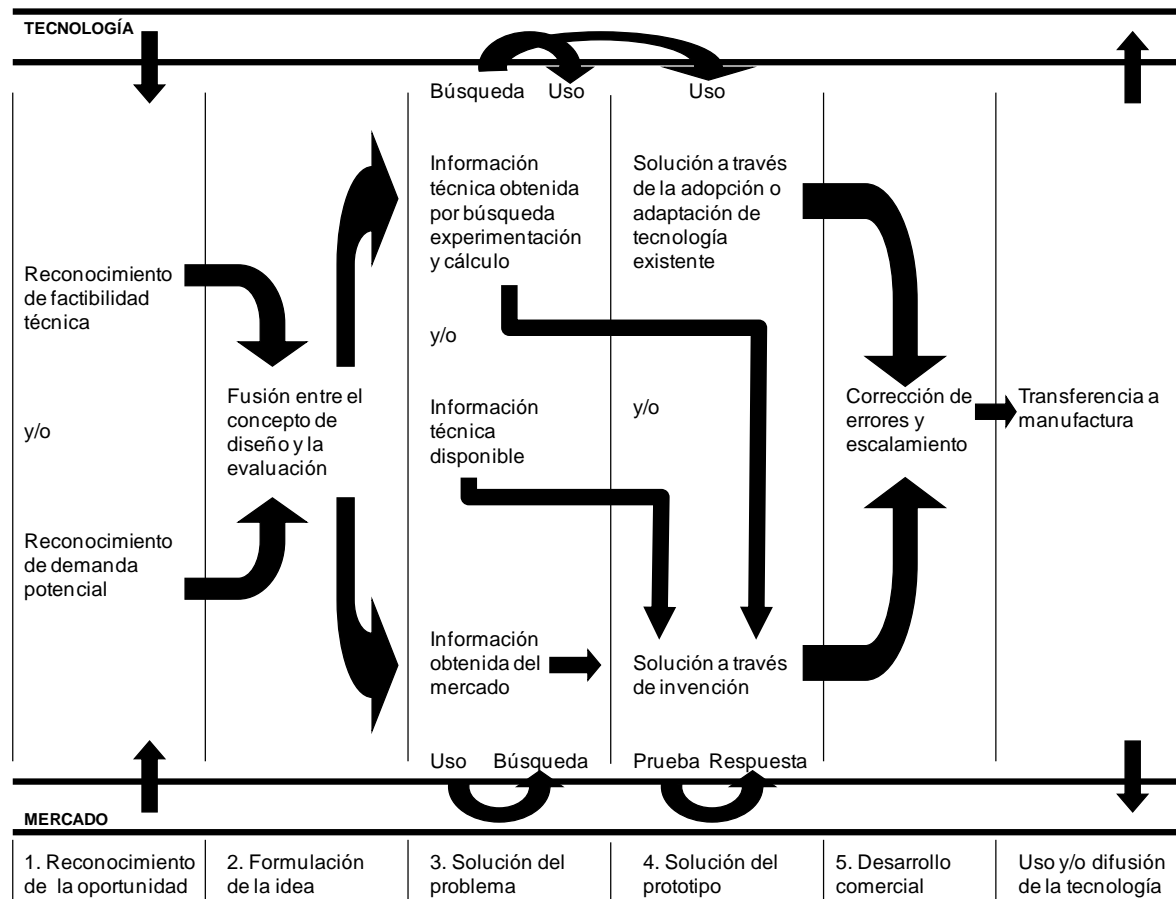 TECNOLOGÍA
Búsqueda
Uso
Uso
Reconocimiento
de factibilidad
técnica
y/o
Reconocimiento
de demanda
potencial
Fusión entre el
concepto de
diseño y la
evaluación
Información
técnica obtenida
por búsqueda
experimentación
y cálculo
y/o
Información
técnica
disponible
Información
obtenida del
mercado
Solución a través
de la adopción o
adaptación de
tecnología
existente
y/o
Solución a través
de invención
Corrección de
errores y
escalamiento
Transferencia a
manufactura
Uso
Búsqueda
Prueba
Respuesta
MERCADO
1. Reconocimiento
de la oportunidad
2. Formulación
de la idea
3. Solución del
problema
4. Solución del
prototipo
5. Desarrollo
comercial
Uso y/o difusión
de la tecnología